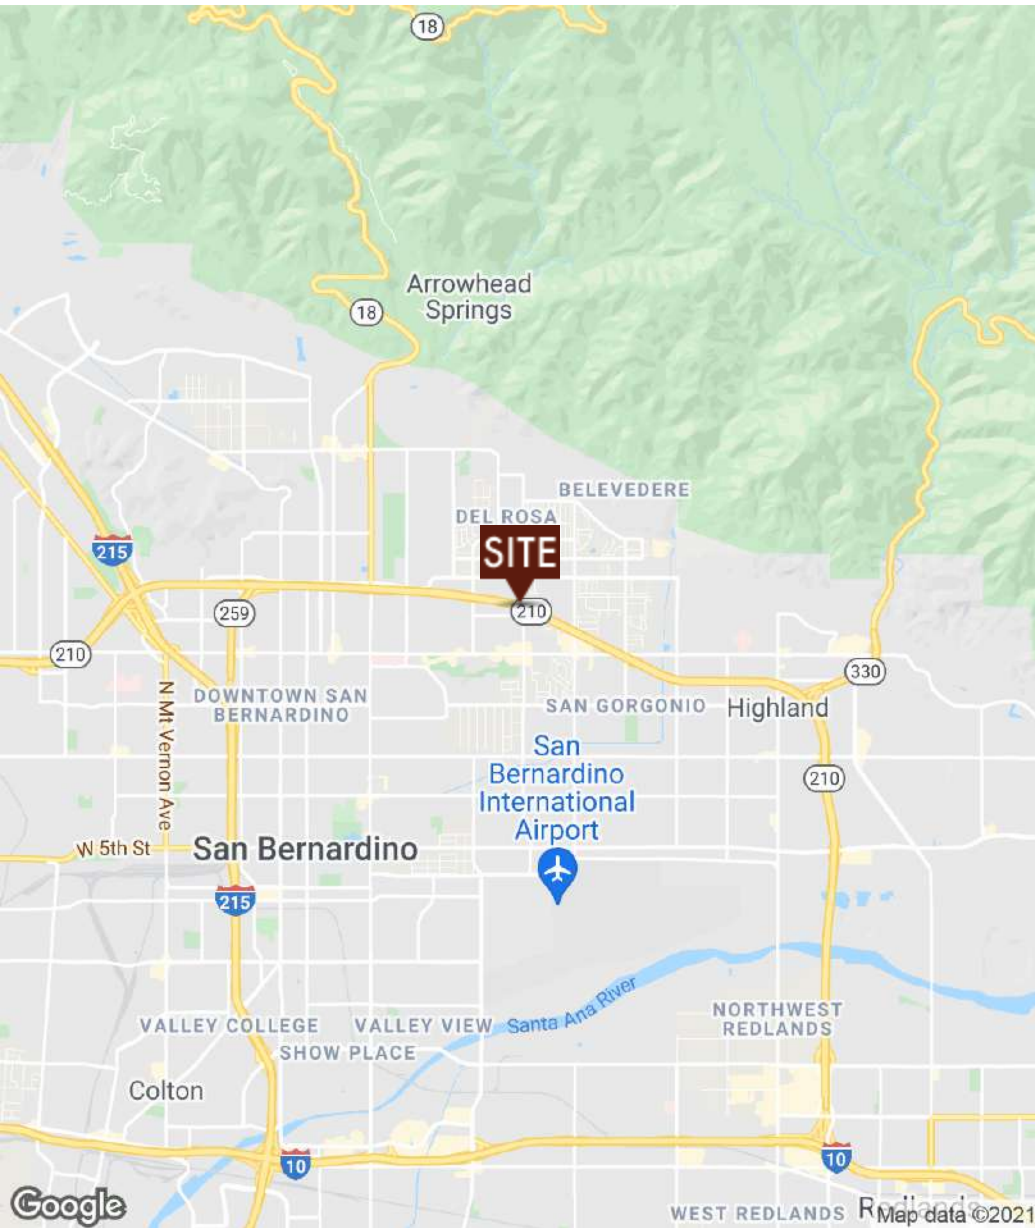 18
Arrowhead
Springs
18
BELEVEDERE
DEL ROSA
SITE
215
259
210
210
330
N Mt Vernon Ave
DOWNTOWN SAN
BERNARDINO
SAN GORGONIO
Highland
San
Bernardino
International
Airport
210
W 5th St
San Bernardino
215
Santa Ana River
NORTHWEST
REDLANDS
VALLEY COLLEGE
VALLEY VIEW
SHOW PLACE
Colton
10
10
Google
WEST REDLANDS
Redlands
Map data ©2021